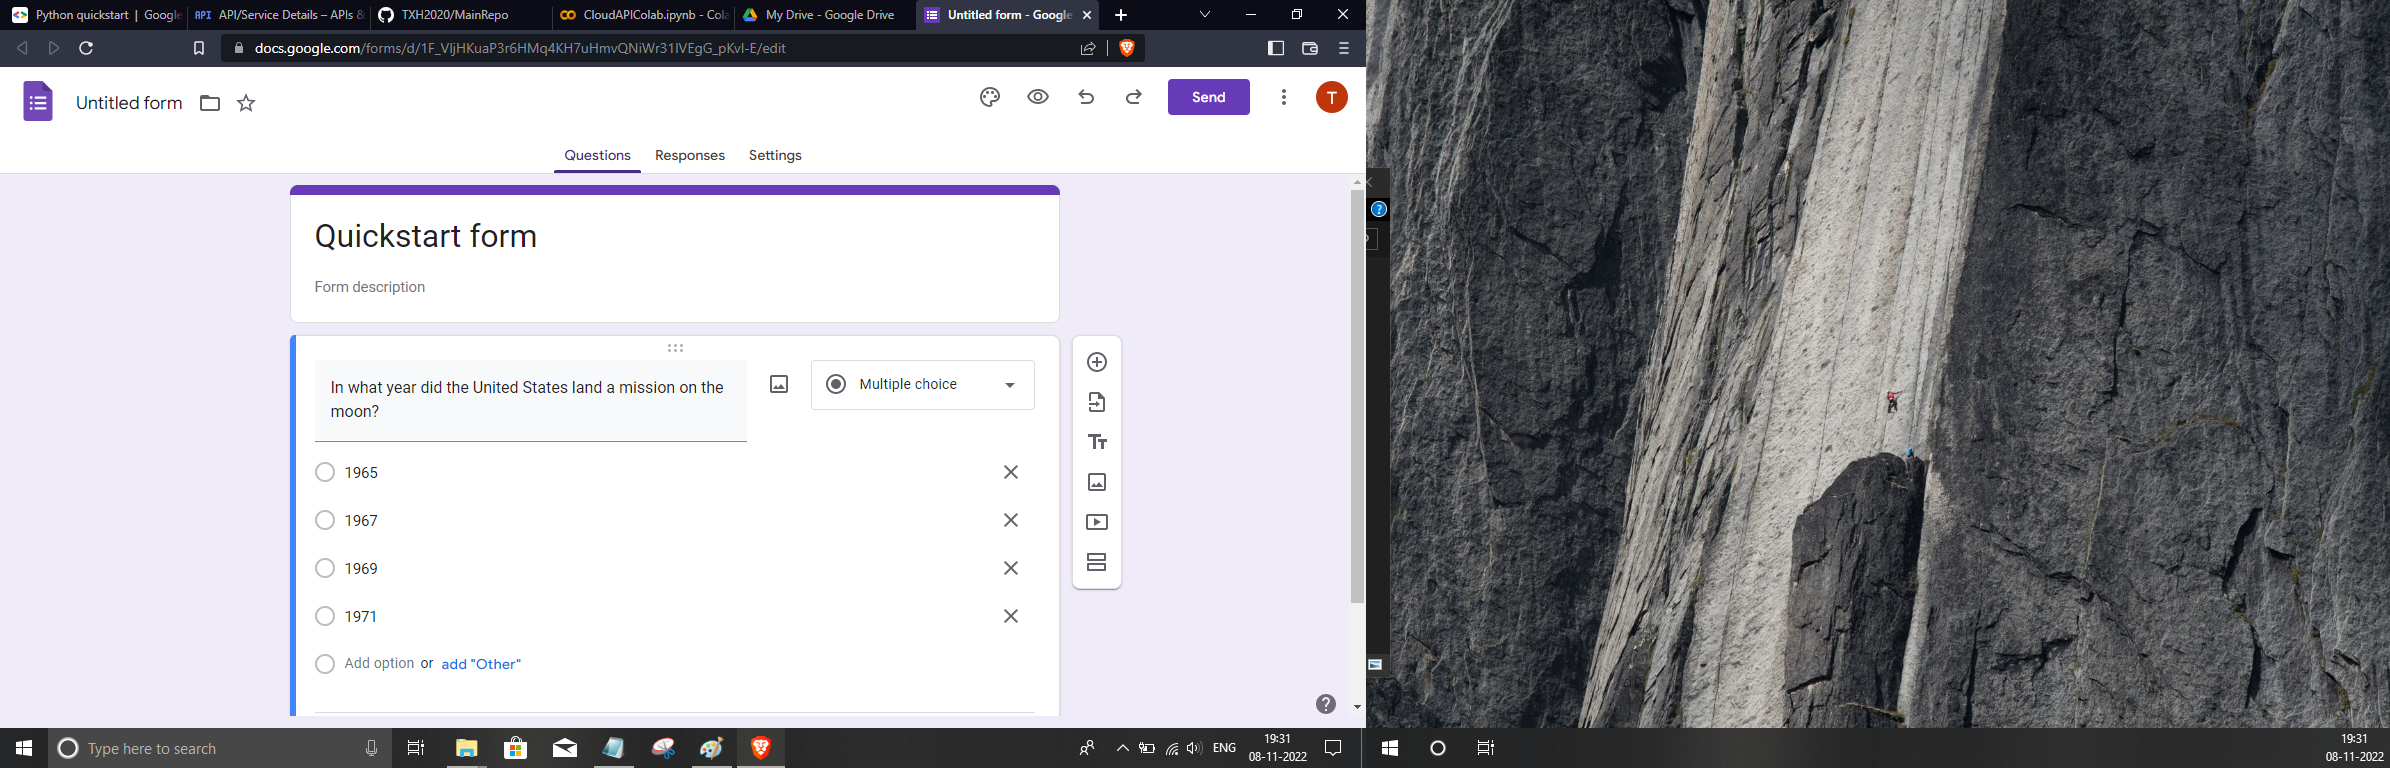 Python quickstart | Google
API API/Service Details – APIs &
TXH2020/MainRepo
CloudAPIColab.ipynb - Cola
My Drive - Google Drive
Untitled form - Google
docs.google.com/forms/d/1F_VljHKuaP3r6HMq4KH7uHmvQNiWr31lVEgG_pKvl-E/edit
Untitled form
Send
T
Questions Responses Settings
Quickstart form
Form description
In what year did the United States land a mission on the
moon?
Multiple choice
1965
1967
1969
1971
Add option or add "Other"
Type here to search
ENG
19:31
08-11-2022
19:31
08-11-2022